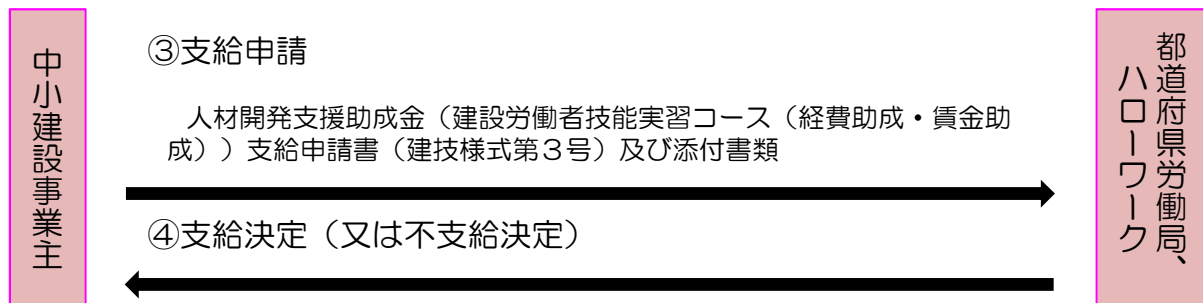 中小建設事業主
③支給申請
人材開発支援助成金（建設労働者技能実習コース（経費助成・賃金助
成））支給申請書（建技様式第３号）及び添付書類
④支給決定（又は不支給決定）
都道府県労働局、
ハローワーク